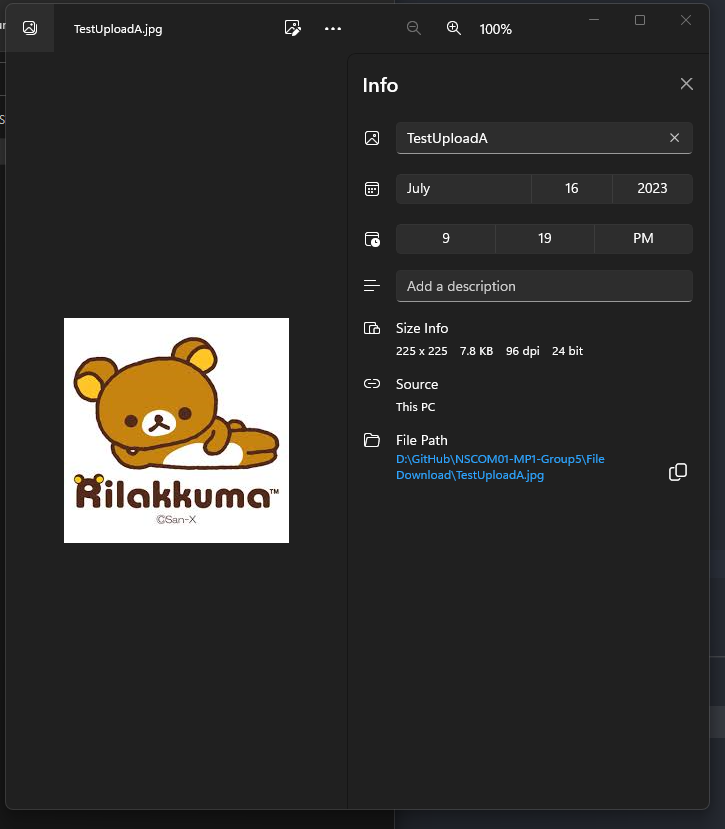 TestUploadA.jpg
100%
Info
TestUploadA
July 16 2023
9 19 PM
Add a description
Size Info
225 x 225 7.8 KB 96 dpi 24 bit
Source
This PC
File Path
D:\GitHub\NSCOM01-MP1-Group5\File
Download\TestUploadA.jpg
Rilakkuma™
©San-X